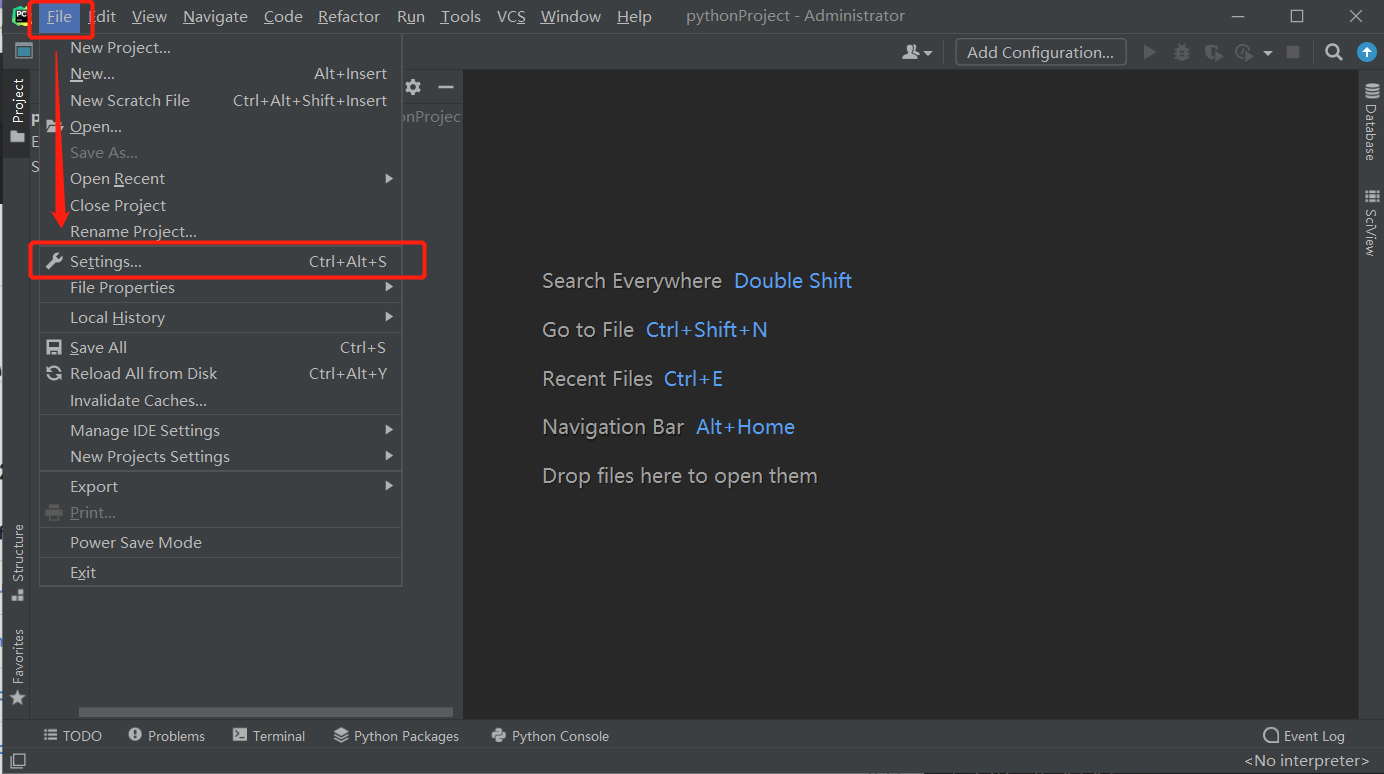 PC File Edit View Navigate Code Refactor Run Tools VCS Window Help pythonProject - Administrator
Add Configuration...
New Project...
New... Alt+Insert
New Scratch File Ctrl+Alt+Shift+Insert
Open...
Save As...
Open Recent
Close Project
Rename Project...
Settings... Ctrl+Alt+S
File Properties
Local History
Save All Ctrl+S
Reload All from Disk Ctrl+Alt+Y
Invalidate Caches...
Manage IDE Settings
New Projects Settings
Export
Print...
Power Save Mode
Exit
Project
Structure
Favorites
onProjec
Search Everywhere Double Shift
Go to File Ctrl+Shift+N
Recent Files Ctrl+E
Navigation Bar Alt+Home
Drop files here to open them
Database
SciView
TODO Problems Terminal Python Packages Python Console Event Log
<No interpreter>